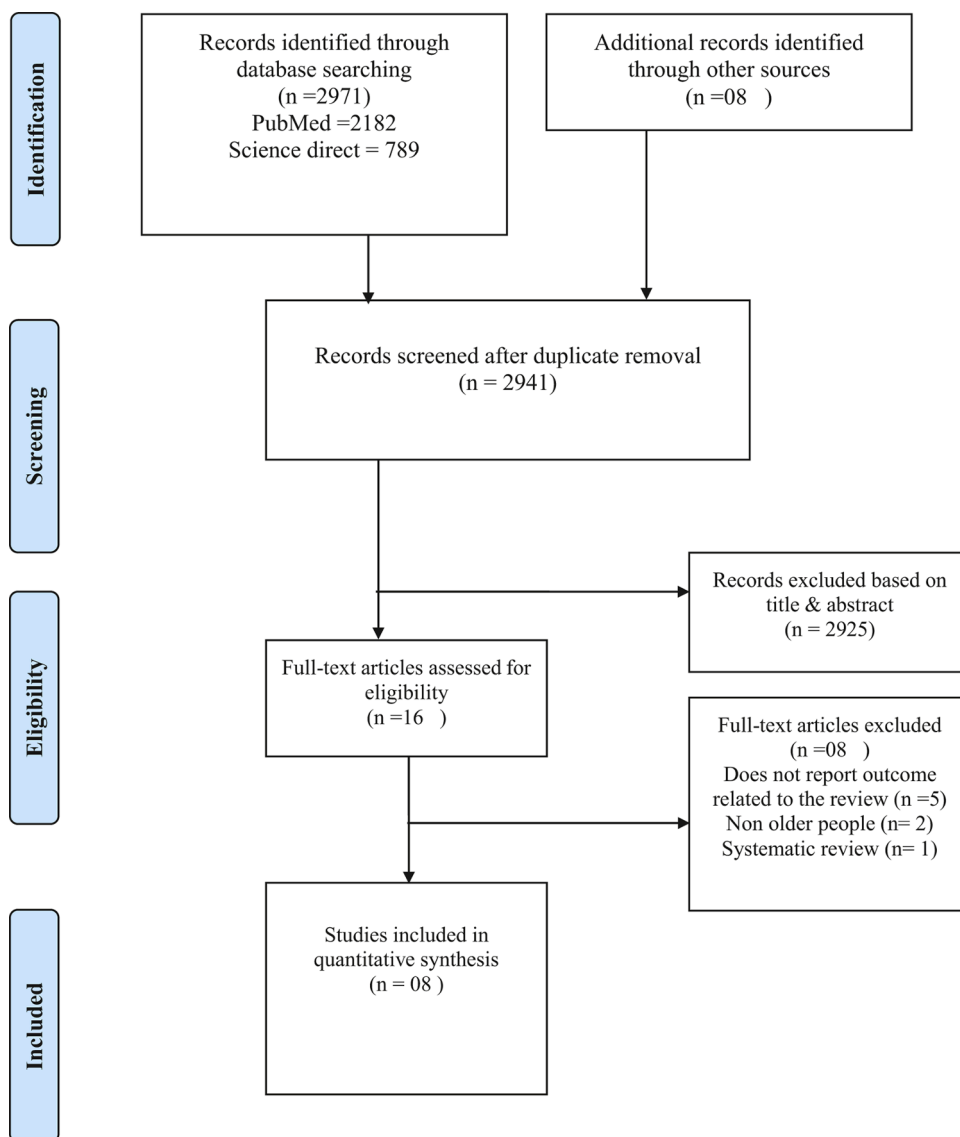 Identification
Records identified through
database searching
(n =2971)
PubMed =2182
Science direct = 789
Additional records identified
through other sources
(n =08   )
Screening
Records screened after duplicate removal
(n = 2941)
Records excluded based on
title & abstract
(n = 2925)
Eligibility
Full-text articles assessed for
eligibility
(n =16   )
Full-text articles excluded
(n =08   )
Does not report outcome
related to the review (n =5)
Non older people (n= 2)
Systematic review (n= 1)
Included
Studies included in
quantitative synthesis
(n = 08 )